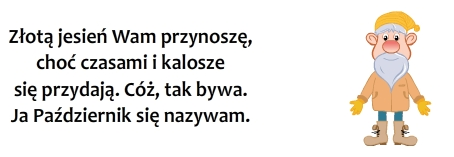 Złotą jesień Wam przynoszę,
choć czasami i kalosze
się przydają. Cóż, tak bywa.
Ja Październik się nazywam.